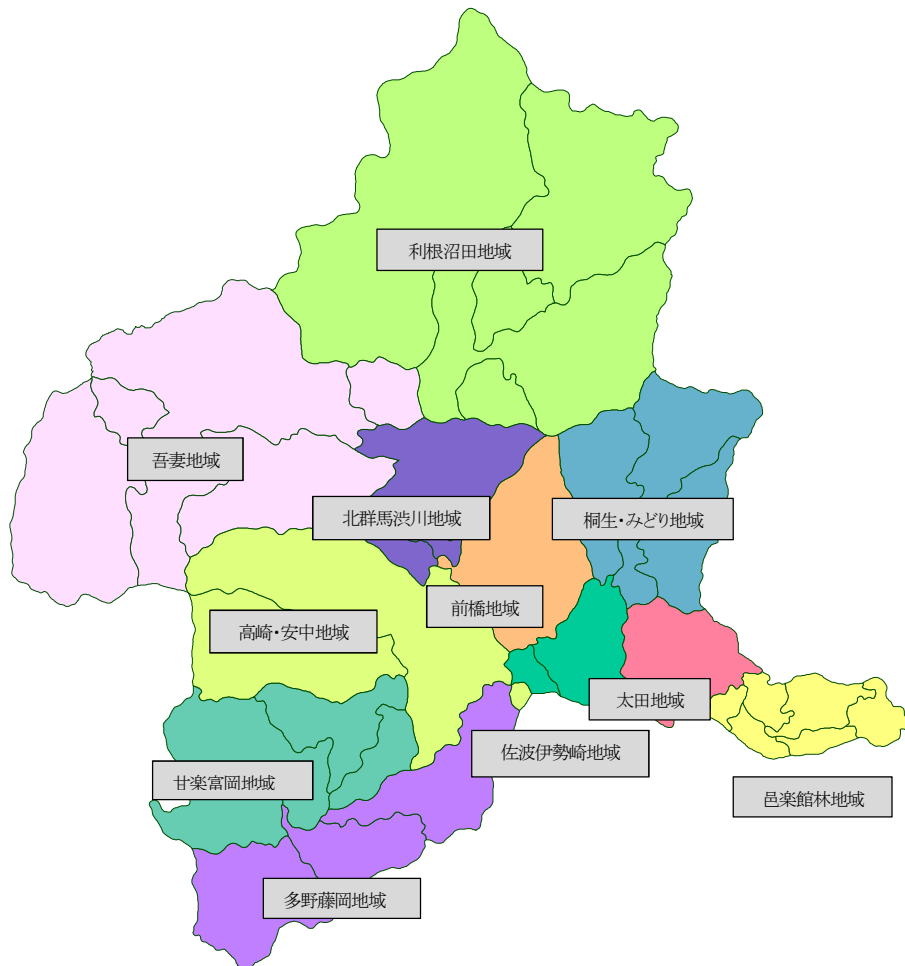 利根沼田地域
吾妻地域
北群馬渋川地域
桐生・みどり地域
前橋地域
高崎・安中地域
太田地域
佐波伊勢崎地域
甘楽富岡地域
邑楽館林地域
多野藤岡地域